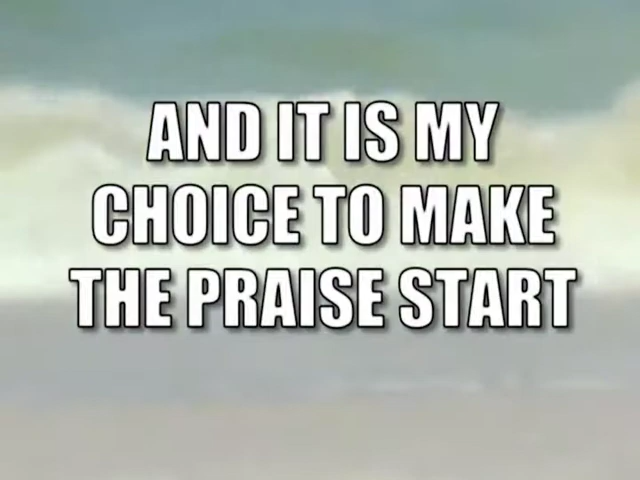 AND IT IS MY
CHOICE TO MAKE
THE PRAISE START